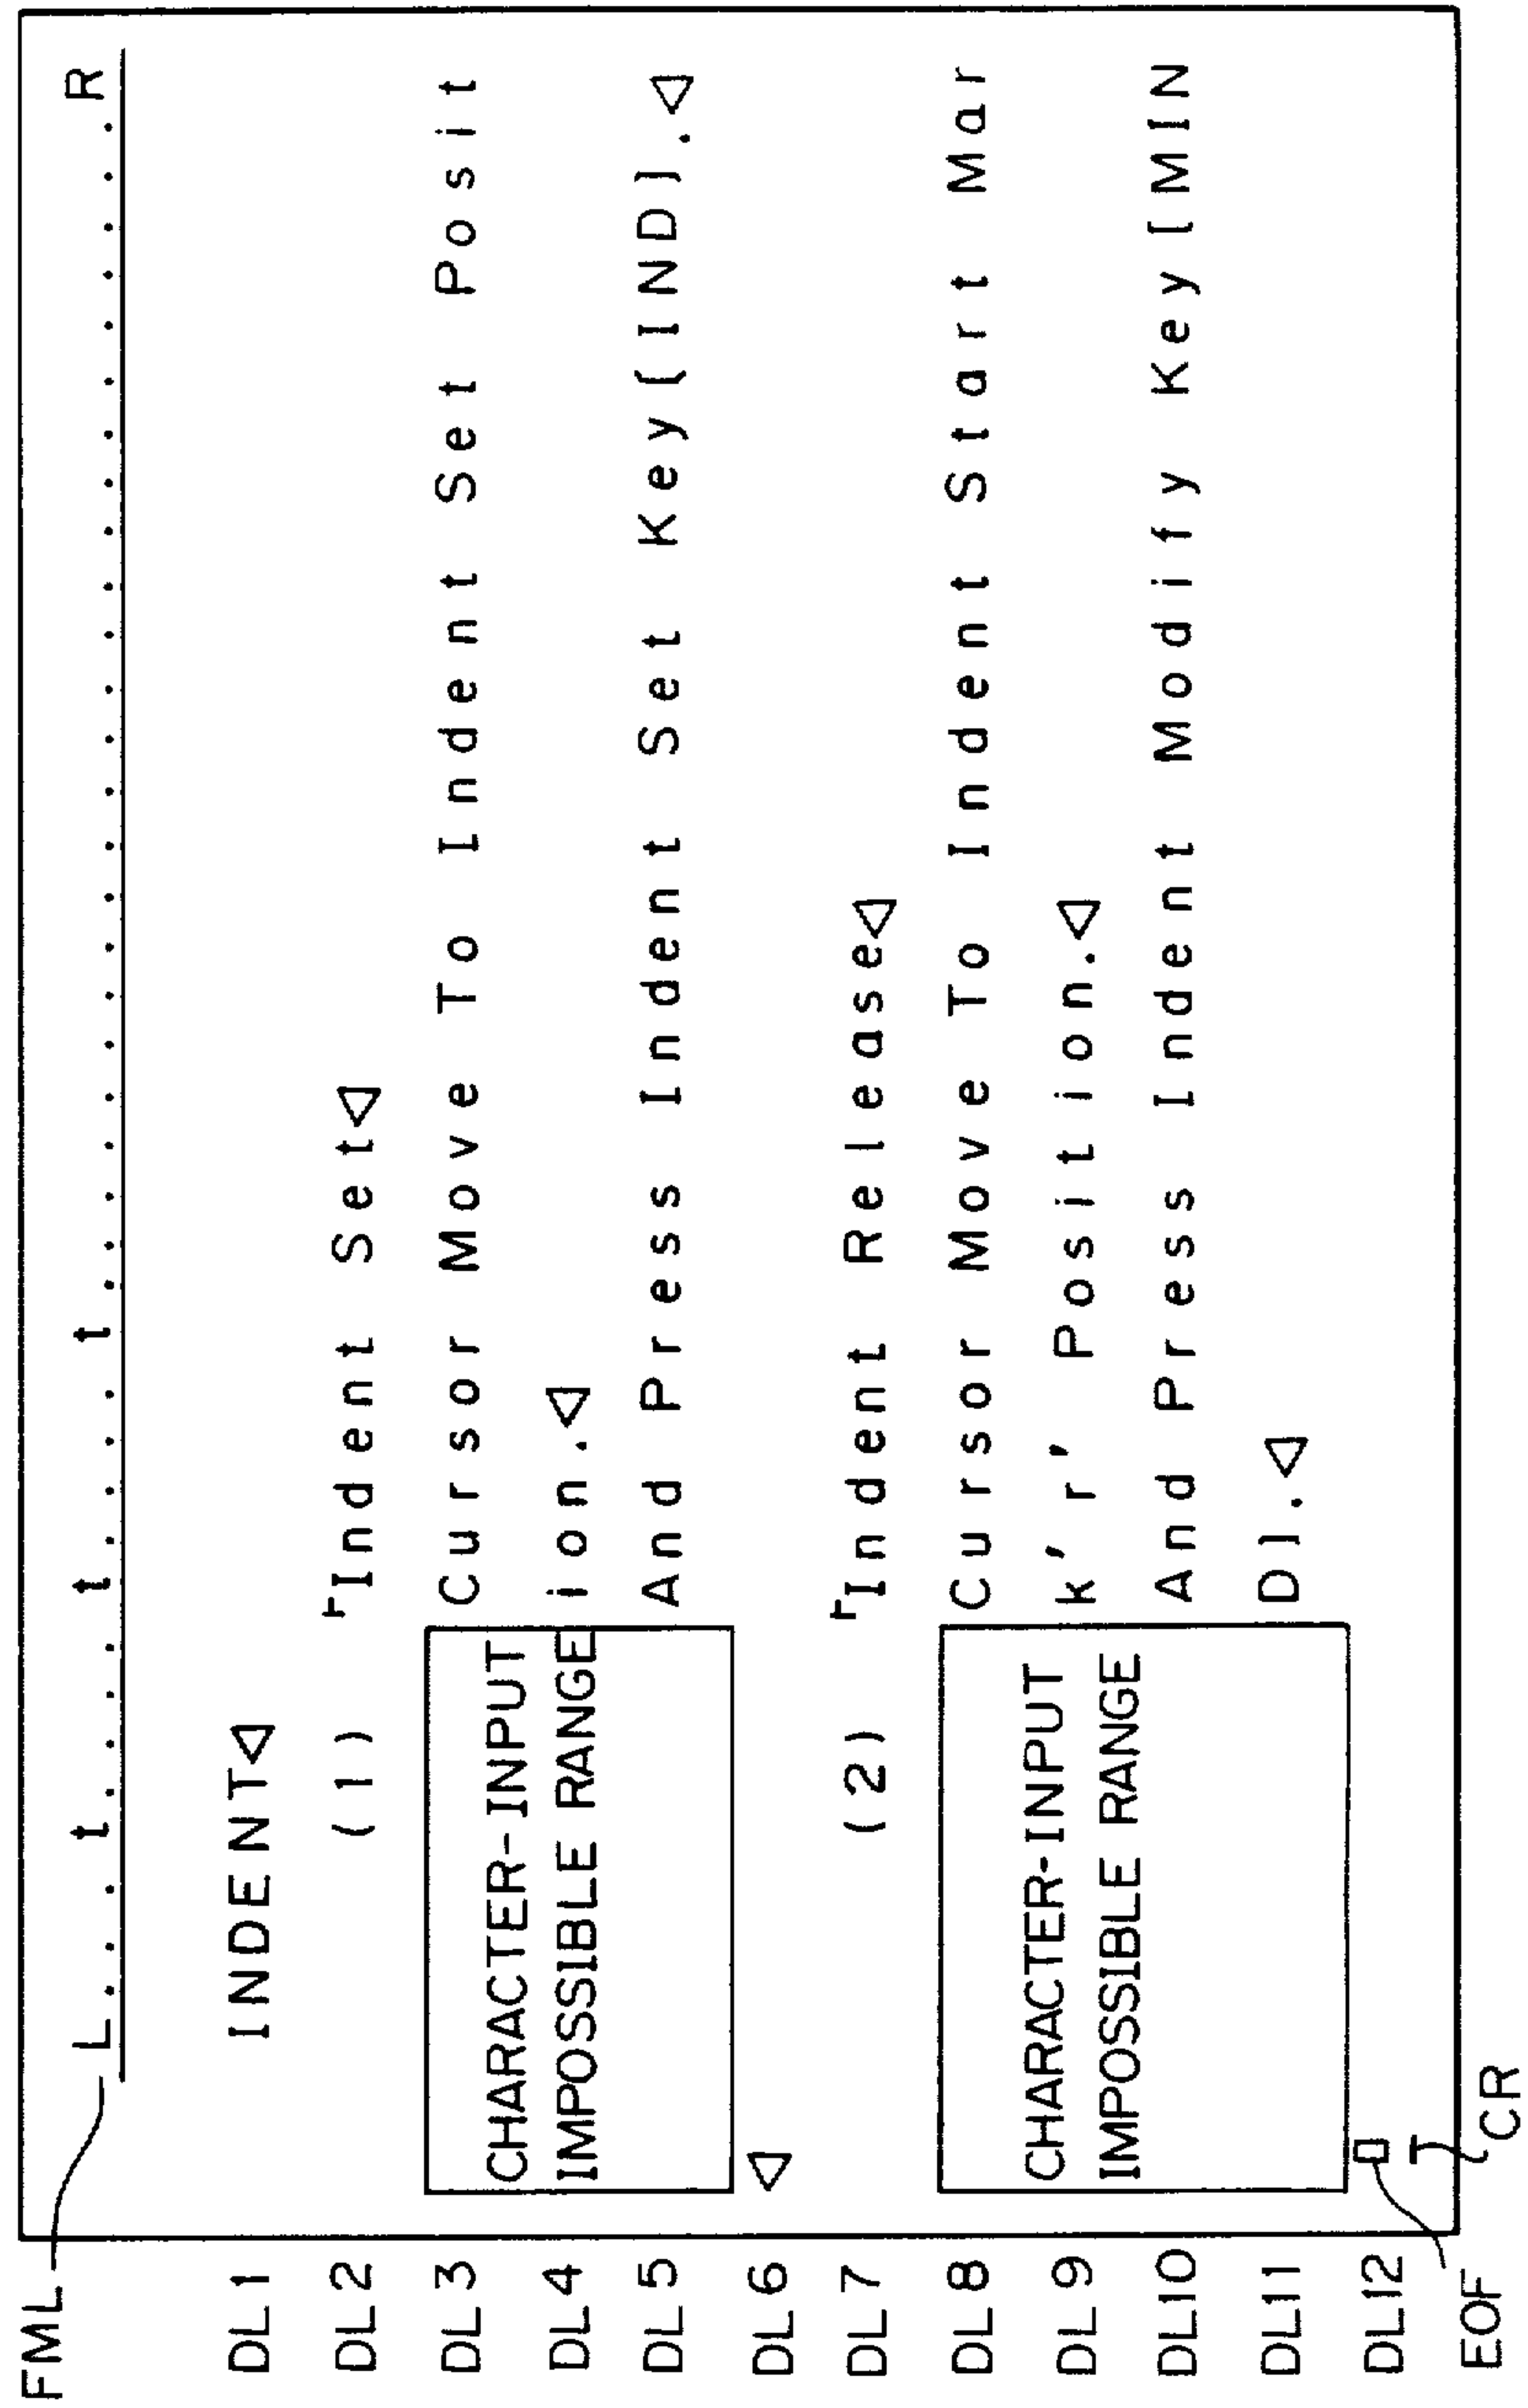 FML L....t....t....t.........................R
DL1 INDENT◁
DL2 (1) ┏Indent Set◁
DL3 Cursor Move To Indent Set Posit
CHARACTER-INPUT
DL4 ion.◁
IMPOSSIBLE RANGE
DL5 And Press Indent Set Key[IND].◁
DL6 ◁
DL7 (2) ┏Indent Release◁
DL8 Cursor Move To Indent Start Mar
CHARACTER-INPUT
DL9 k'r' Position.◁
IMPOSSIBLE RANGE
DL10 And Press Indent Modify Key[MIN
DL11 D].◁
DL12
EOF CR